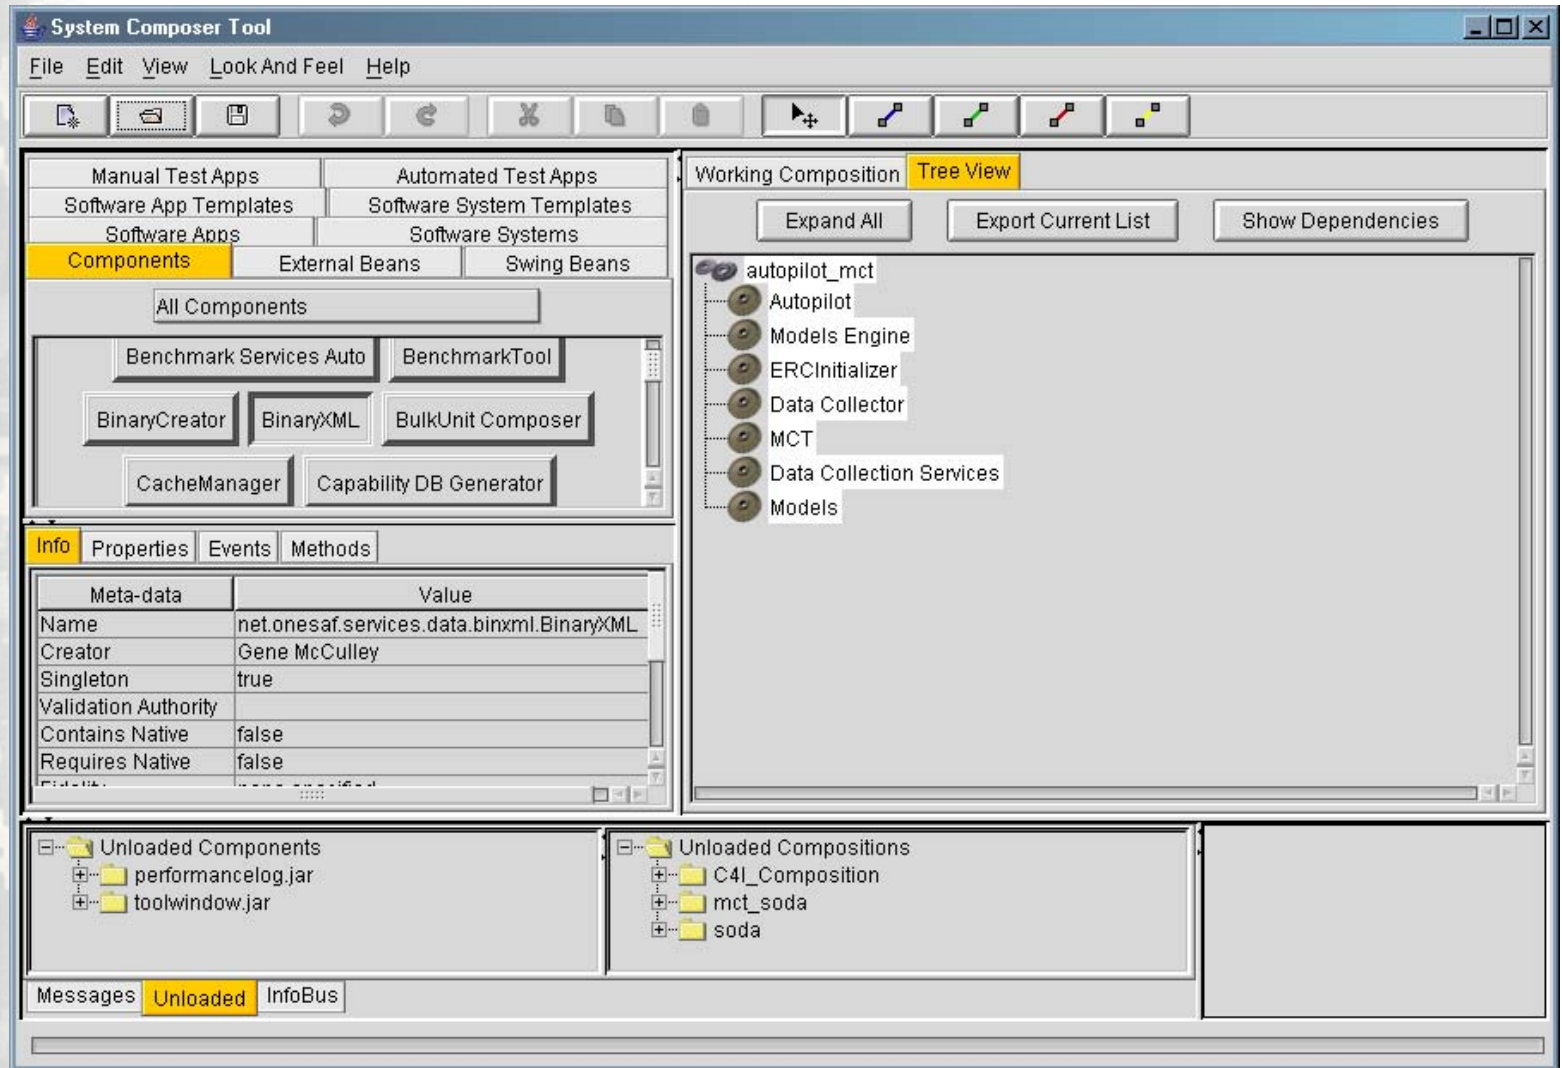 System Composer Tool
File Edit View Look And Feel Help
Manual Test Apps Automated Test Apps
Software App Templates Software System Templates
Software Apps Software Systems
Components External Beans Swing Beans
All Components
Benchmark Services Auto BenchmarkTool
BinaryCreator BinaryXML BulkUnit Composer
CacheManager Capability DB Generator
Info Properties Events Methods
Meta-data Value
Name net.onesaf.services.data.binxml.BinaryXML
Creator Gene McCulley
Singleton true
Validation Authority
Contains Native false
Requires Native false
Working Composition Tree View
Expand All Export Current List Show Dependencies
autopilot_mct
Autopilot
Models Engine
ERCInitializer
Data Collector
MCT
Data Collection Services
Models
Unloaded Components
performancelog.jar
toolwindow.jar
Unloaded Compositions
C4I_Composition
mct_soda
soda
Messages Unloaded InfoBus